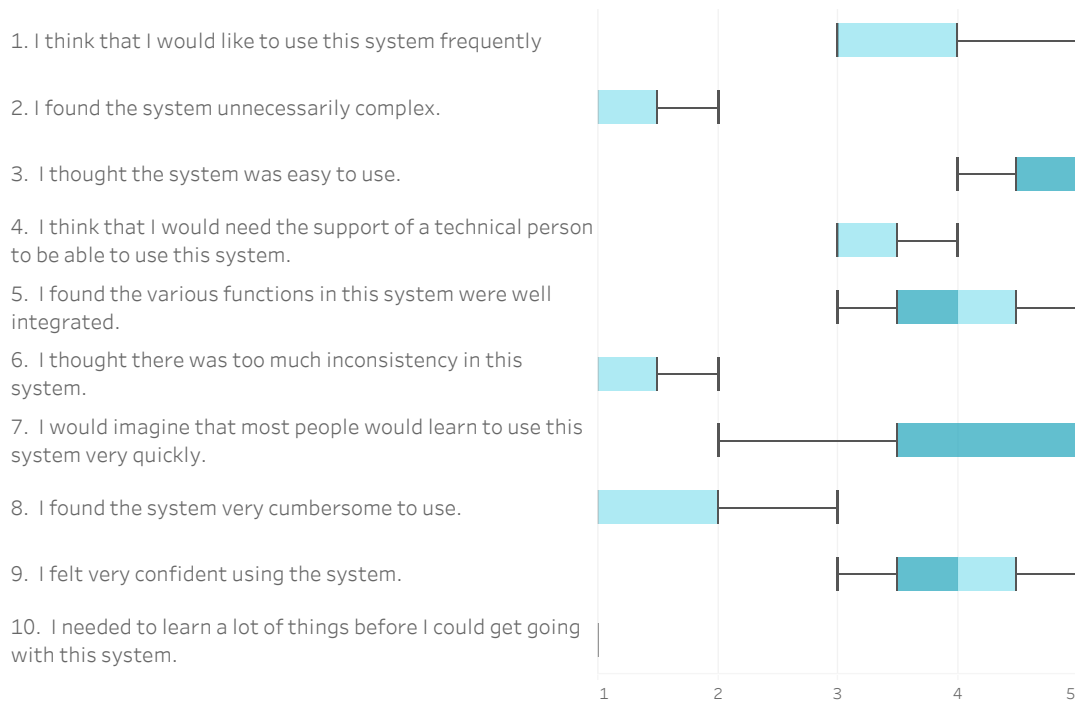 1. I think that I would like to use this system frequently
2. I found the system unnecessarily complex.
3.  I thought the system was easy to use.
4.  I think that I would need the support of a technical person
to be able to use this system.
5.  I found the various functions in this system were well
integrated.
6.  I thought there was too much inconsistency in this
system.
7.  I would imagine that most people would learn to use this
system very quickly.
8.  I found the system very cumbersome to use.
9.  I felt very confident using the system.
10.  I needed to learn a lot of things before I could get going
with this system.
1 2 3 4 5